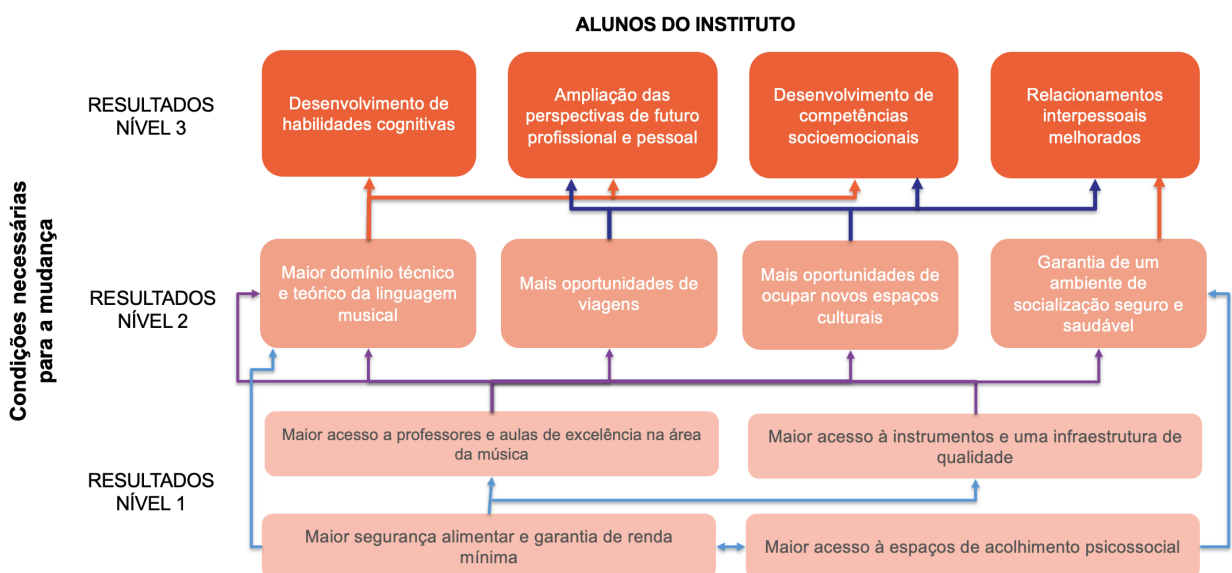 ALUNOS DO INSTITUTO
Condições necessárias
para a mudança
RESULTADOS
NÍVEL 3
Desenvolvimento de
habilidades cognitivas
Ampliação das
perspectivas de futuro
profissional e pessoal
Desenvolvimento de
competências
socioemocionais
Relacionamentos
interpessoais
melhorados
RESULTADOS
NÍVEL 2
Maior domínio técnico
e teórico da linguagem
musical
Mais oportunidades de
viagens
Mais oportunidades de
ocupar novos espaços
culturais
Garantia de um
ambiente de
socialização seguro e
saudável
RESULTADOS
NÍVEL 1
Maior acesso a professores e aulas de excelência na área
da música
Maior acesso à instrumentos e uma infraestrutura de
qualidade
Maior segurança alimentar e garantia de renda
mínima
Maior acesso à espaços de acolhimento psicossocial